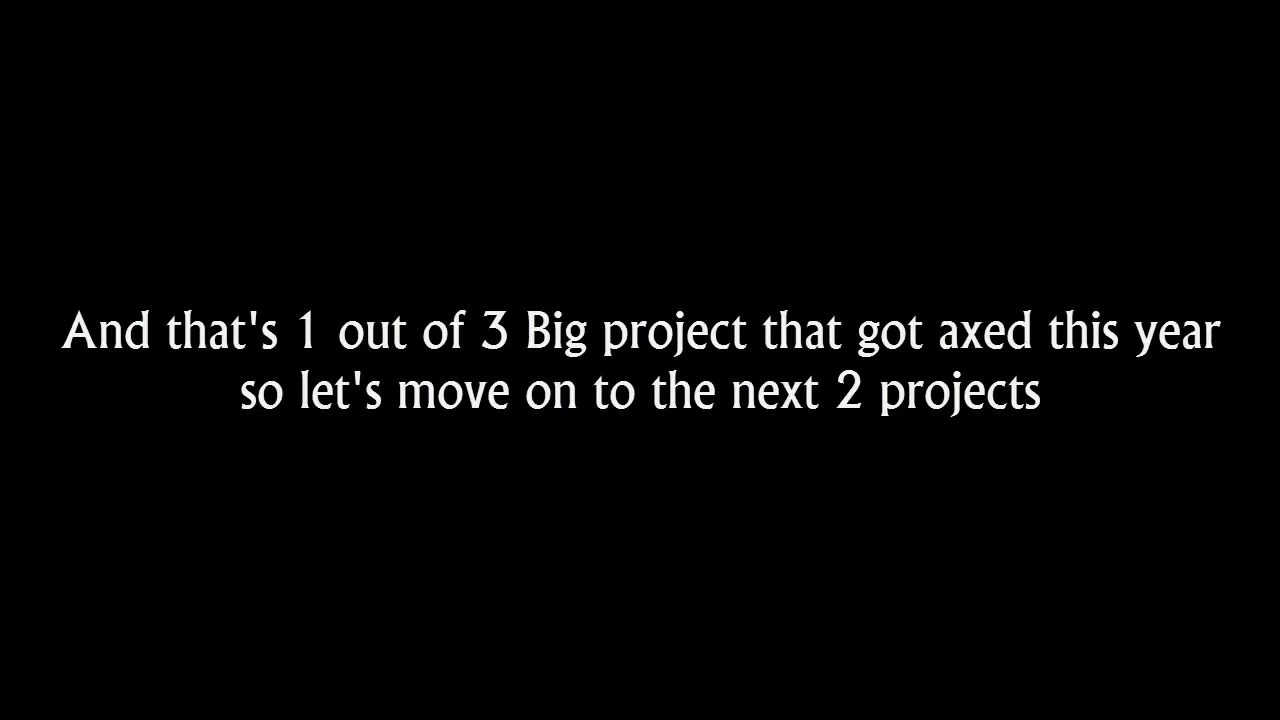 And that's 1 out of 3 Big project that got axed this year
so let's move on to the next 2 projects